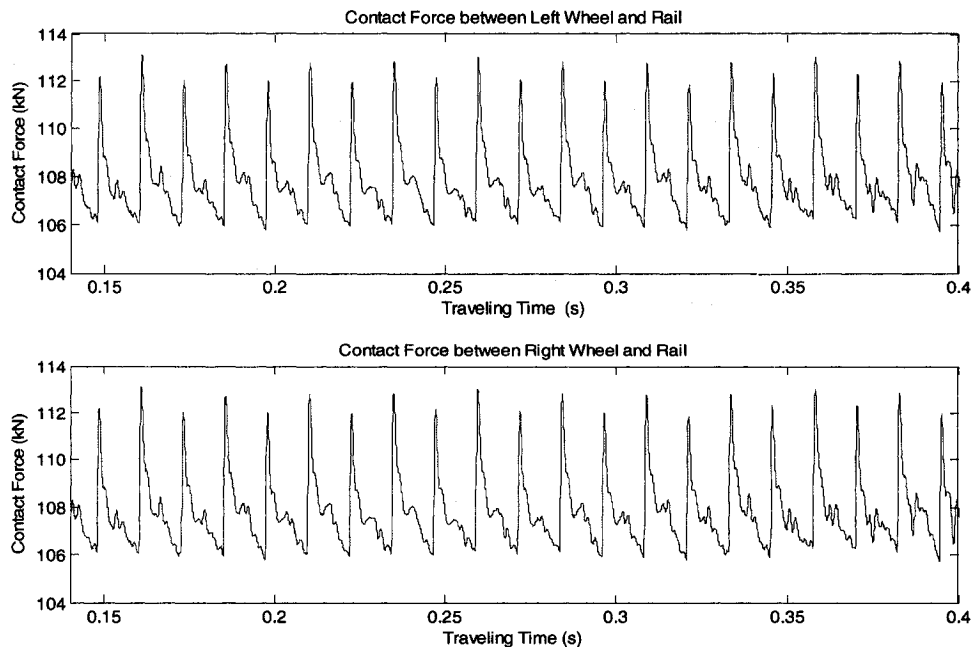 Contact Force between Left Wheel and Rail
114
112
110
108
106
104
Contact Force (kN)
0.15 0.2 0.25 0.3 0.35 0.4
Traveling Time (s)
Contact Force between Right Wheel and Rail
114
112
110
108
106
104
Contact Force (kN)
0.15 0.2 0.25 0.3 0.35 0.4
Traveling Time (s)